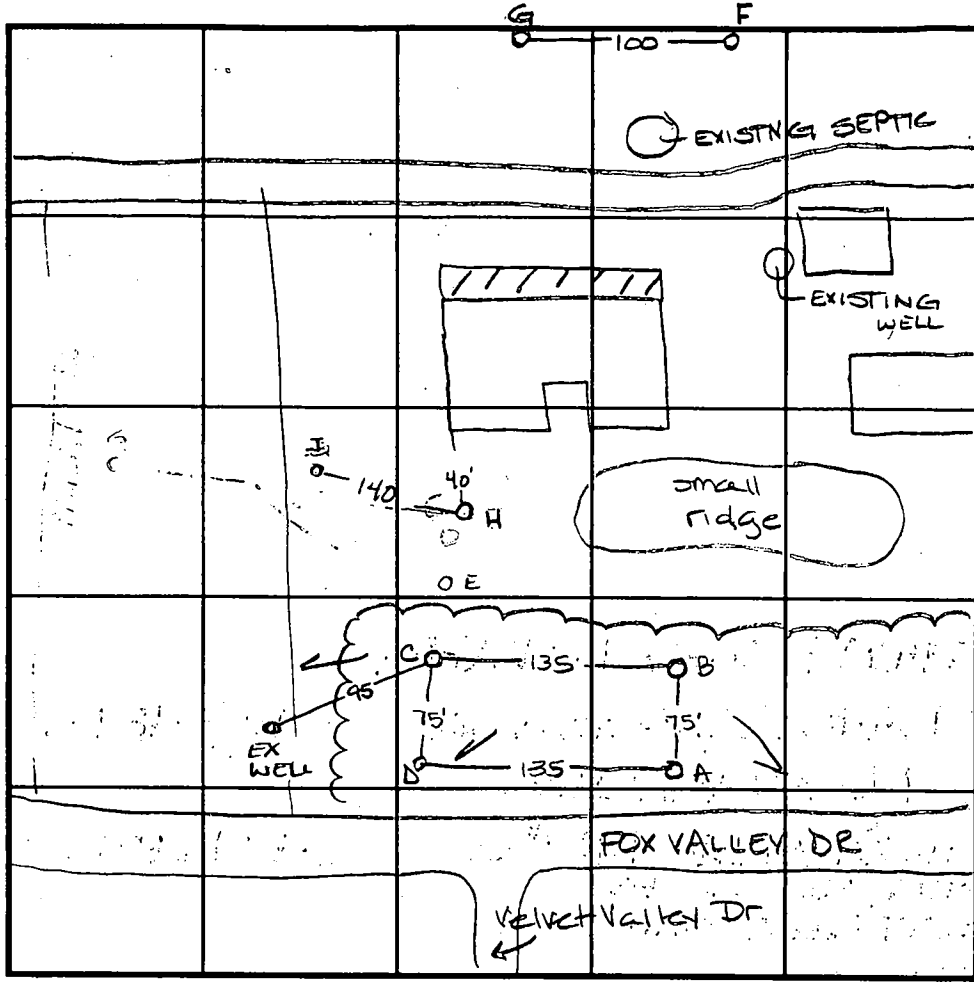 G F
100
EXISTNG SEPTIC
EXISTING
WELL
I
140
40'
H
small
ridge
E
C
135
B
95
75'
75'
EX
WELL
D
135
A
FOX VALLEY DR
Velvet Valley Dr